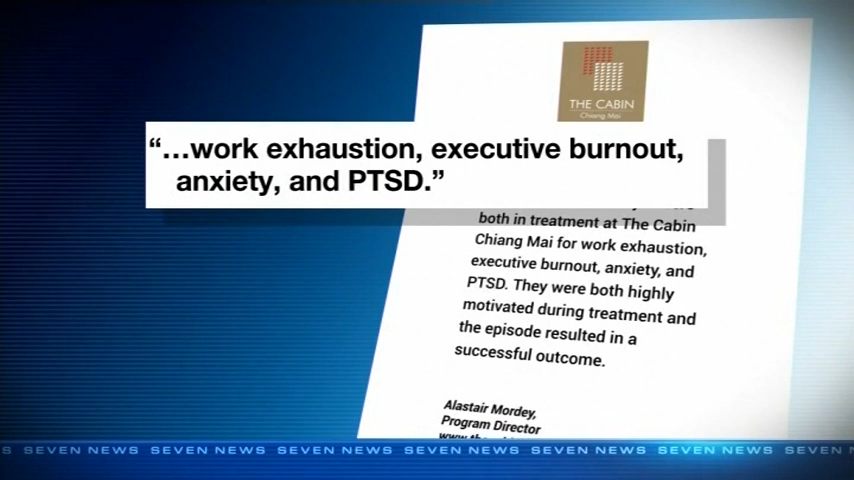 THE CABIN
Chiang Mai
“...work exhaustion, executive burnout,
anxiety, and PTSD.”
both in treatment at The Cabin
Chiang Mai for work exhaustion,
executive burnout, anxiety, and
PTSD. They were both highly
motivated during treatment and
the episode resulted in a
successful outcome.
Alastair Mordey,
Program Director
SEVEN NEWS SEVEN NEWS SEVEN NEWS SEVEN NEWS SEVEN NEWS SEVEN NEWS SEVEN NEWS